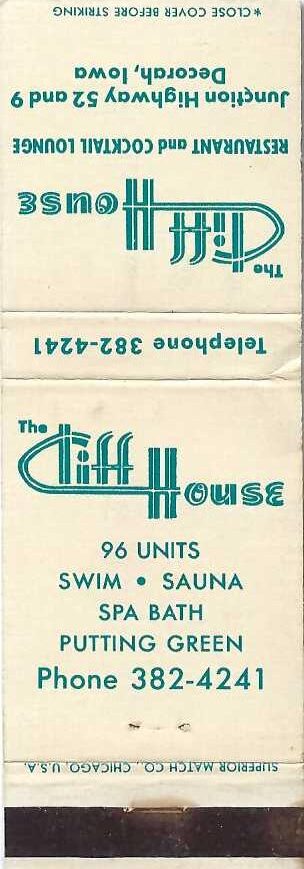 *CLOSE COVER BEFORE STRIKING
Junction Highway 52 and 9
Decorah, Iowa
RESTAURANT and COCKTAIL LOUNGE
The
Cliff House
Telephone 382-4241
The
Cliff House
96 UNITS
SWIM • SAUNA
SPA BATH
PUTTING GREEN
Phone 382-4241
SUPERIOR MATCH CO., CHICAGO, U.S.A.